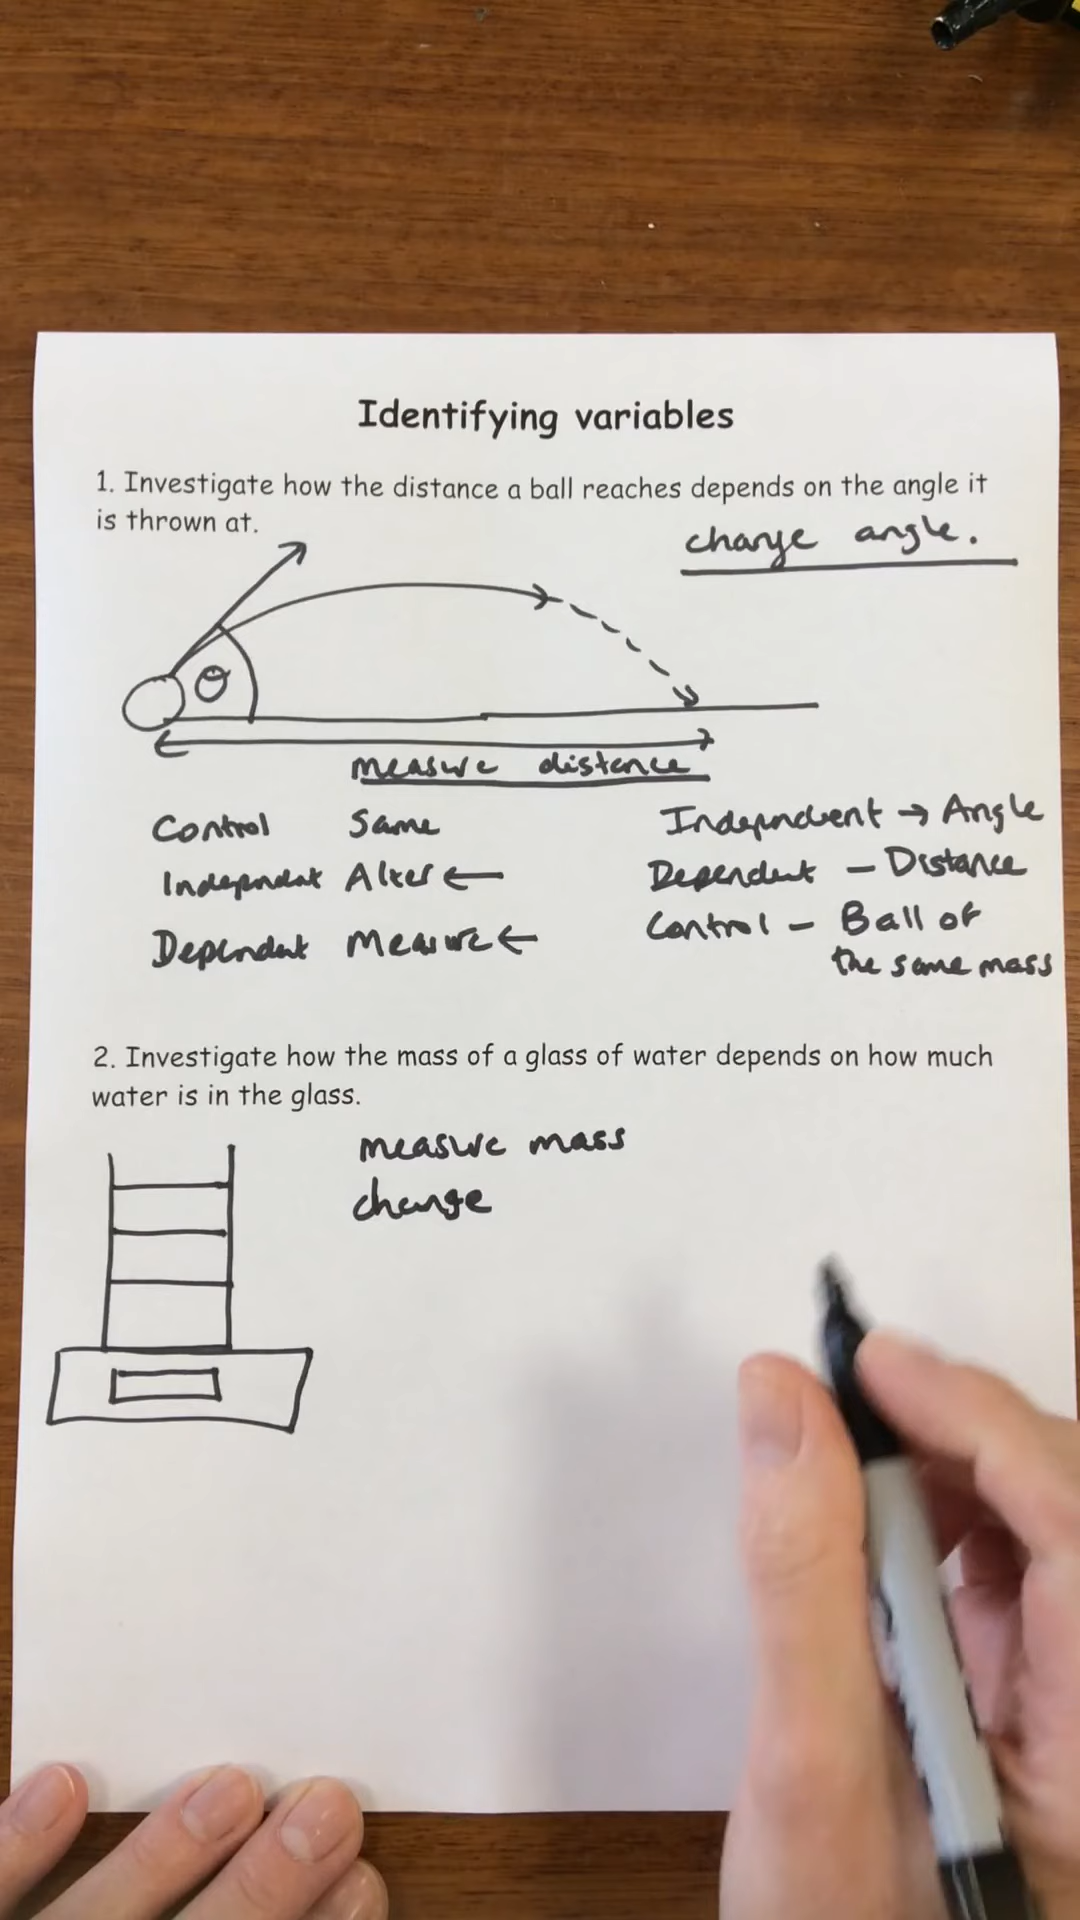 Identifying variables
1. Investigate how the distance a ball reaches depends on the angle it
is thrown at.
change angle.
θ
measure distance
Control Same
Independent Alter ←
Dependent Measure ←
Independent → Angle
Dependent – Distance
Control – Ball of
the same mass
2. Investigate how the mass of a glass of water depends on how much
water is in the glass.
measure mass
change